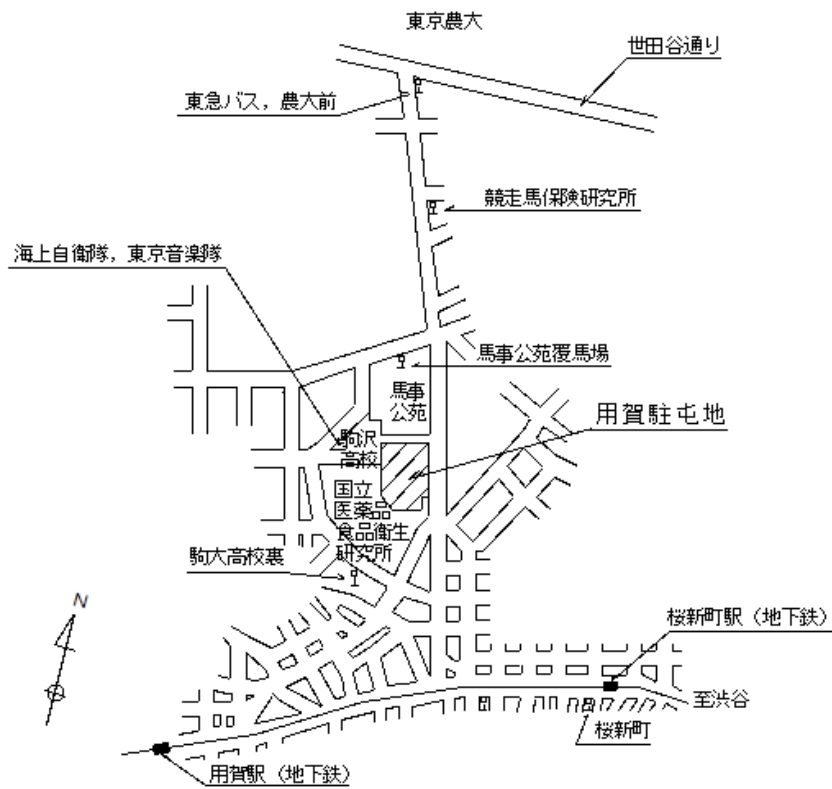 東京農大
世田谷通り
東急バス，農大前
競走馬保険研究所
海上自衛隊，東京音楽隊
馬事公苑覆馬場
馬事
公苑
用賀駐屯地
駒沢
高校
国立
医薬品
食品衛生
研究所
駒大高校裏
N
桜新町駅（地下鉄）
至渋谷
桜新町
用賀駅（地下鉄）